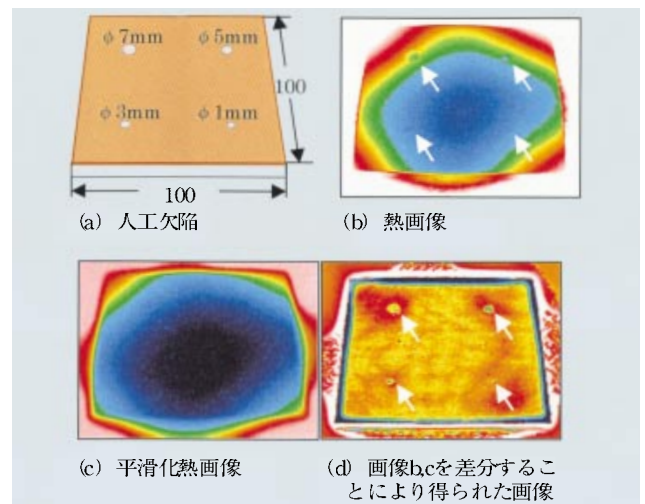 φ7mm φ5mm
100
φ3mm φ1mm
100
(a) 人工欠陥
(b) 熱画像
(c) 平滑化熱画像
(d) 画像b,cを差分するこ
とにより得られた画像